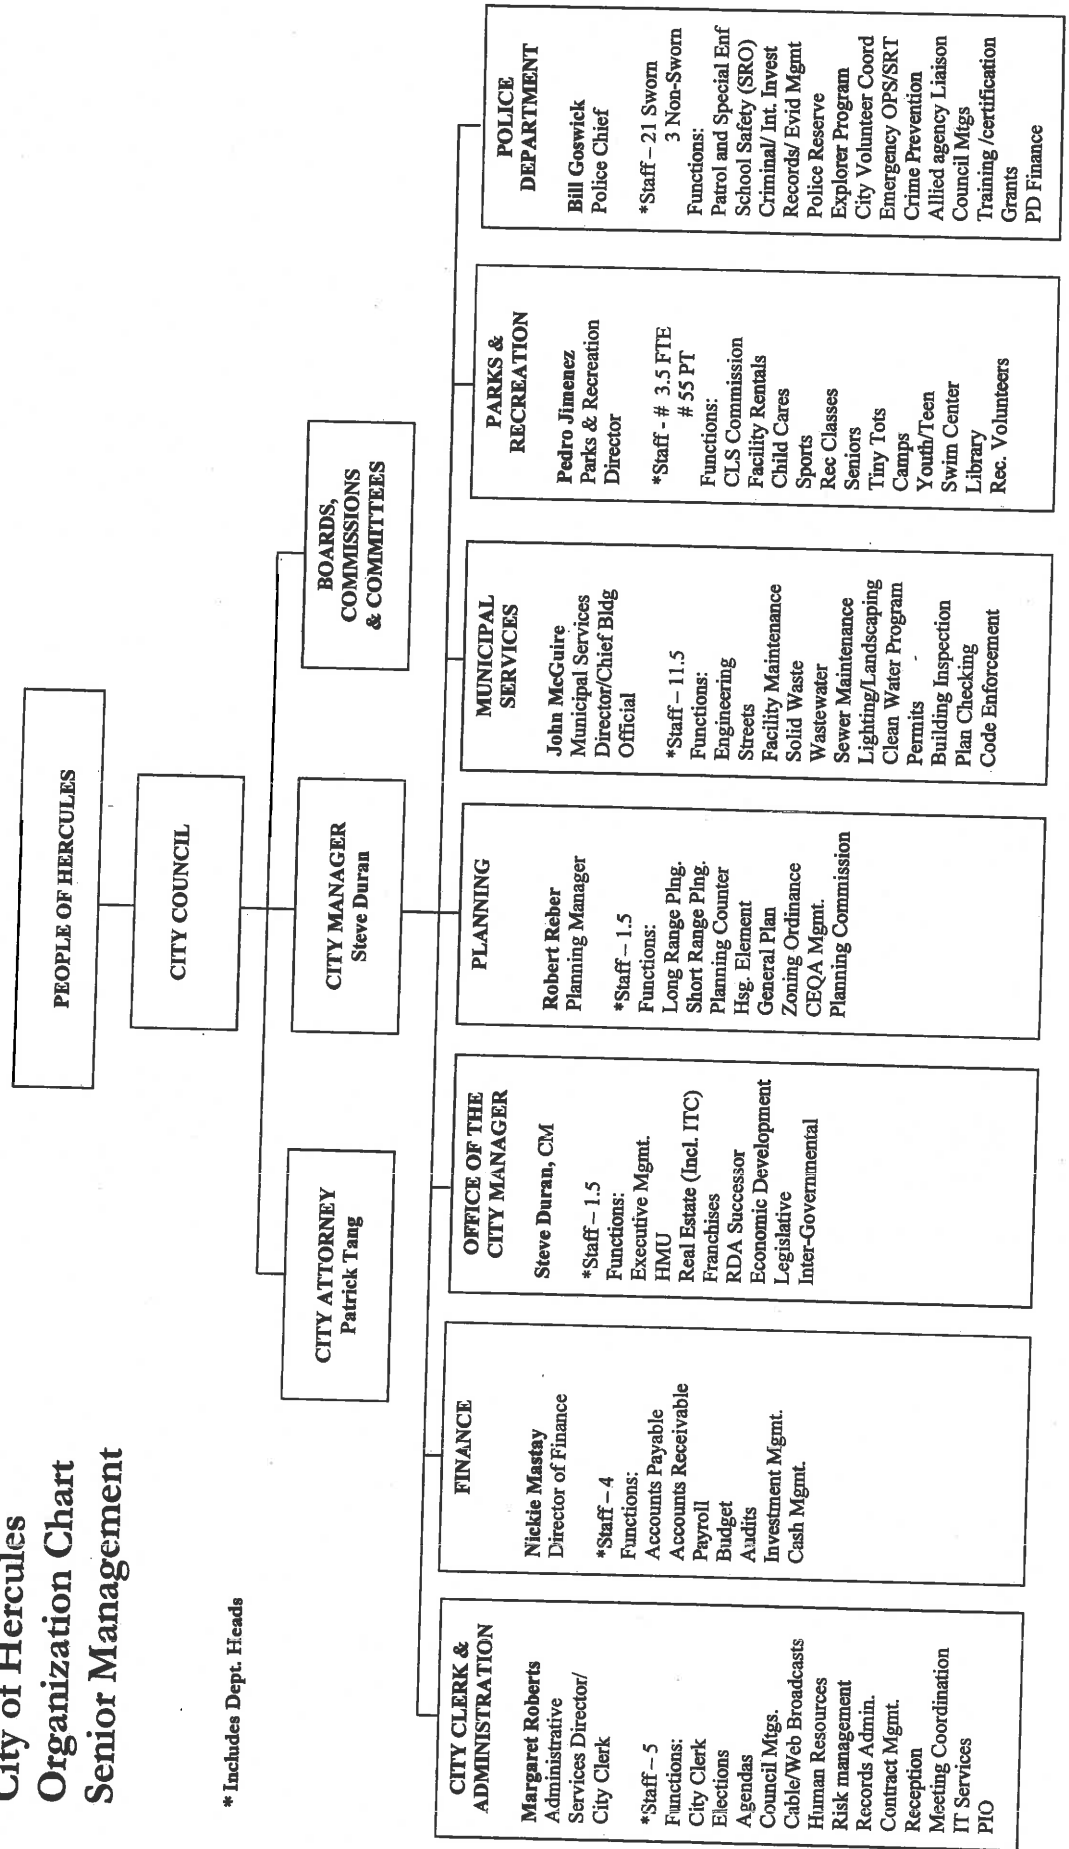 City of Hercules
Organization Chart
Senior Management
* Includes Dept. Heads
PEOPLE OF HERCULES
CITY COUNCIL
CITY ATTORNEY
Patrick Tang
CITY MANAGER
Steve Duran
BOARDS,
COMMISSIONS
& COMMITTEES
CITY CLERK &
ADMINISTRATION
Margaret Roberts
Administrative
Services Director/
City Clerk
*Staff – 5
Functions:
City Clerk
Elections
Agendas
Council Mtgs.
Cable/Web Broadcasts
Human Resources
Risk management
Records Admin.
Contract Mgmt.
Reception
Meeting Coordination
IT Services
PIO
FINANCE
Nickie Mastay
Director of Finance
*Staff – 4
Functions:
Accounts Payable
Accounts Receivable
Payroll
Budget
Audits
Investment Mgmt.
Cash Mgmt.
OFFICE OF THE
CITY MANAGER
Steve Duran, CM
*Staff – 1.5
Functions:
Executive Mgmt.
HMU
Real Estate (Incl. ITC)
Franchises
RDA Successor
Economic Development
Legislative
Inter-Governmental
PLANNING
Robert Reber
Planning Manager
*Staff – 1.5
Functions:
Long Range Plng.
Short Range Plng.
Planning Counter
Hsg. Element
General Plan
Zoning Ordinance
CEQA Mgmt.
Planning Commission
MUNICIPAL
SERVICES
John McGuire
Municipal Services
Director/Chief Bldg
Official
*Staff – 11.5
Functions:
Engineering
Streets
Facility Maintenance
Solid Waste
Wastewater
Sewer Maintenance
Lighting/Landscaping
Clean Water Program
Permits
Building Inspection
Plan Checking
Code Enforcement
PARKS &
RECREATION
Pedro Jimenez
Parks & Recreation
Director
*Staff - # 3.5 FTE
# 55 PT
Functions:
CLS Commission
Facility Rentals
Child Cares
Sports
Rec Classes
Seniors
Tiny Tots
Camps
Youth/Teen
Swim Center
Library
Rec. Volunteers
POLICE
DEPARTMENT
Bill Goswick
Police Chief
*Staff – 21 Sworn
3 Non-Sworn
Functions:
Patrol and Special Enf
School Safety (SRO)
Criminal/ Int. Invest
Records/ Evid Mgmt
Police Reserve
Explorer Program
City Volunteer Coord
Emergency OPS/SRT
Crime Prevention
Allied agency Liaison
Council Mtgs
Training /certification
Grants
PD Finance